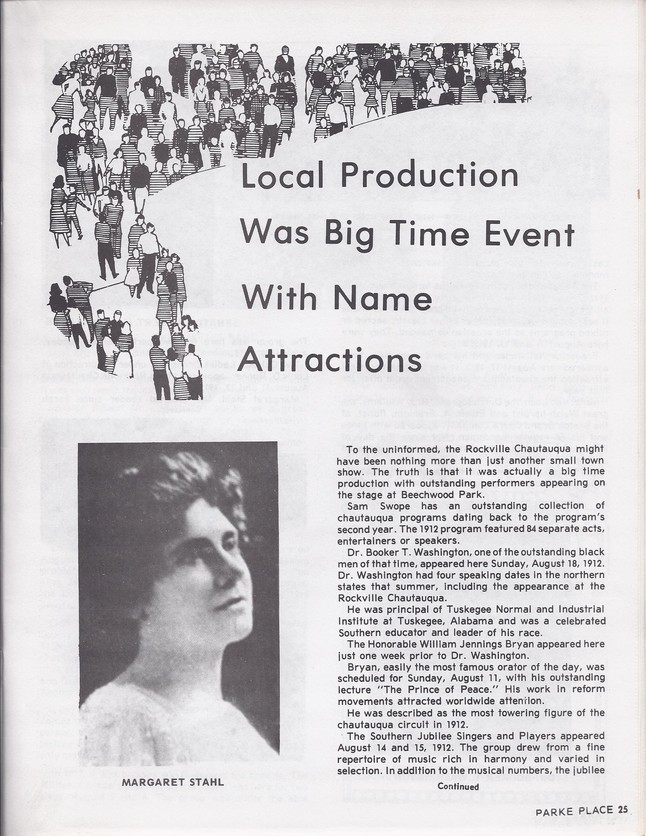 Local Production
Was Big Time Event
With Name
Attractions
To the uninformed, the Rockville Chautauqua might
have been nothing more than just another small town
show. The truth is that it was actually a big time
production with outstanding performers appearing on
the stage at Beechwood Park.
Sam Swope has an outstanding collection of
chautauqua programs dating back to the program's
second year. The 1912 program featured 84 separate acts,
entertainers or speakers.
Dr. Booker T. Washington, one of the outstanding black
men of that time, appeared here Sunday, August 18, 1912.
Dr. Washington had four speaking dates in the northern
states that summer, including the appearance at the
Rockville Chautauqua.
He was principal of Tuskegee Normal and Industrial
Institute at Tuskegee, Alabama and was a celebrated
Southern educator and leader of his race.
The Honorable William Jennings Bryan appeared here
just one week prior to Dr. Washington.
Bryan, easily the most famous orator of the day, was
scheduled for Sunday, August 11, with his outstanding
lecture "The Prince of Peace." His work in reform
movements attracted worldwide attention.
He was described as the most towering figure of the
chautauqua circuit in 1912.
The Southern Jubilee Singers and Players appeared
August 14 and 15, 1912. The group drew from a fine
repertoire of music rich in harmony and varied in
selection. In addition to the musical numbers, the jubilee
Continued
MARGARET STAHL
PARKE PLACE 25